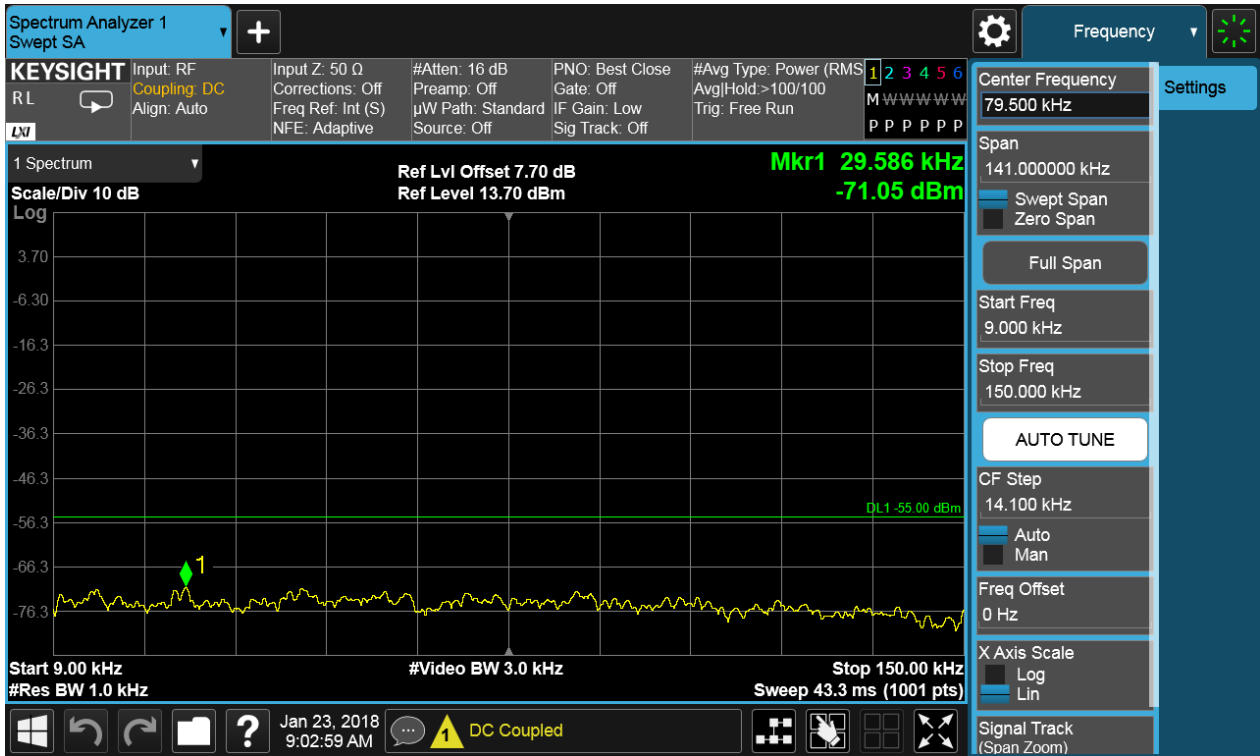 Spectrum Analyzer 1
Swept SA
+
Frequency
KEYSIGHT
RL
LXI
Input: RF
Coupling: DC
Align: Auto
Input Z: 50 Ω
Corrections: Off
Freq Ref: Int (S)
NFE: Adaptive
#Atten: 16 dB
Preamp: Off
µW Path: Standard
Source: Off
PNO: Best Close
Gate: Off
IF Gain: Low
Sig Track: Off
#Avg Type: Power (RMS
Avg|Hold:>100/100
Trig: Free Run
1 2 3 4 5 6
M W W W W W
P P P P P P
1 Spectrum
Scale/Div 10 dB
Log
Ref Lvl Offset 7.70 dB
Ref Level 13.70 dBm
Mkr1 29.586 kHz
-71.05 dBm
3.70
-6.30
-16.3
-26.3
-36.3
-46.3
-56.3
-66.3
-76.3
DL1 -55.00 dBm
1
Start 9.00 kHz
#Res BW 1.0 kHz
#Video BW 3.0 kHz
Stop 150.00 kHz
Sweep 43.3 ms (1001 pts)
Center Frequency
79.500 kHz
Span
141.000000 kHz
Swept Span
Zero Span
Full Span
Start Freq
9.000 kHz
Stop Freq
150.000 kHz
AUTO TUNE
CF Step
14.100 kHz
Auto
Man
Freq Offset
0 Hz
X Axis Scale
Log
Lin
Signal Track
(Span Zoom)
Settings
?
Jan 23, 2018
9:02:59 AM
1
DC Coupled